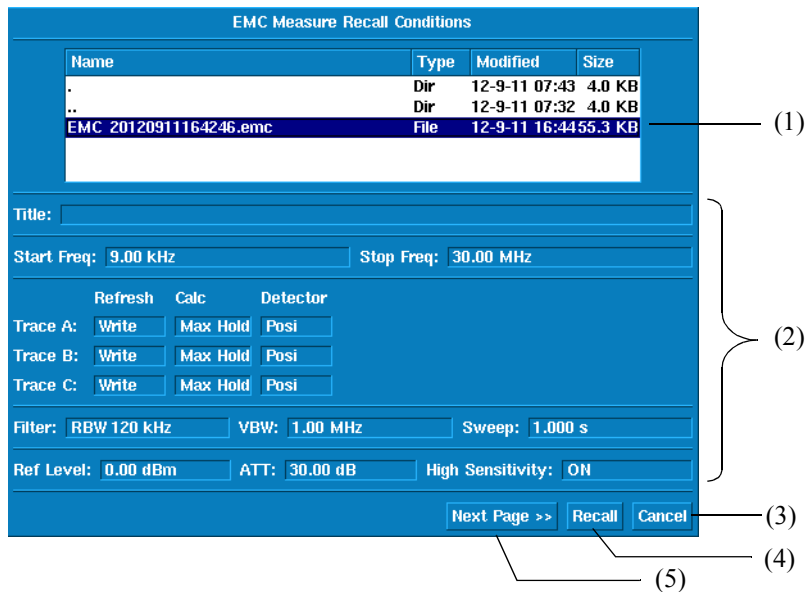 EMC Measure Recall Conditions
Name Type Modified Size
. Dir 12-9-11 07:43 4.0 KB
.. Dir 12-9-11 07:32 4.0 KB
EMC_20120911164246.emc File 12-9-11 16:44 55.3 KB
(1)
Title:
Start Freq: 9.00 kHz Stop Freq: 30.00 MHz
Refresh Calc Detector
Trace A: Write Max Hold Posi
Trace B: Write Max Hold Posi
(2)
Trace C: Write Max Hold Posi
Filter: RBW 120 kHz VBW: 1.00 MHz Sweep: 1.000 s
Ref Level: 0.00 dBm ATT: 30.00 dB High Sensitivity: ON
Next Page >> Recall Cancel
(3)
(4)
(5)